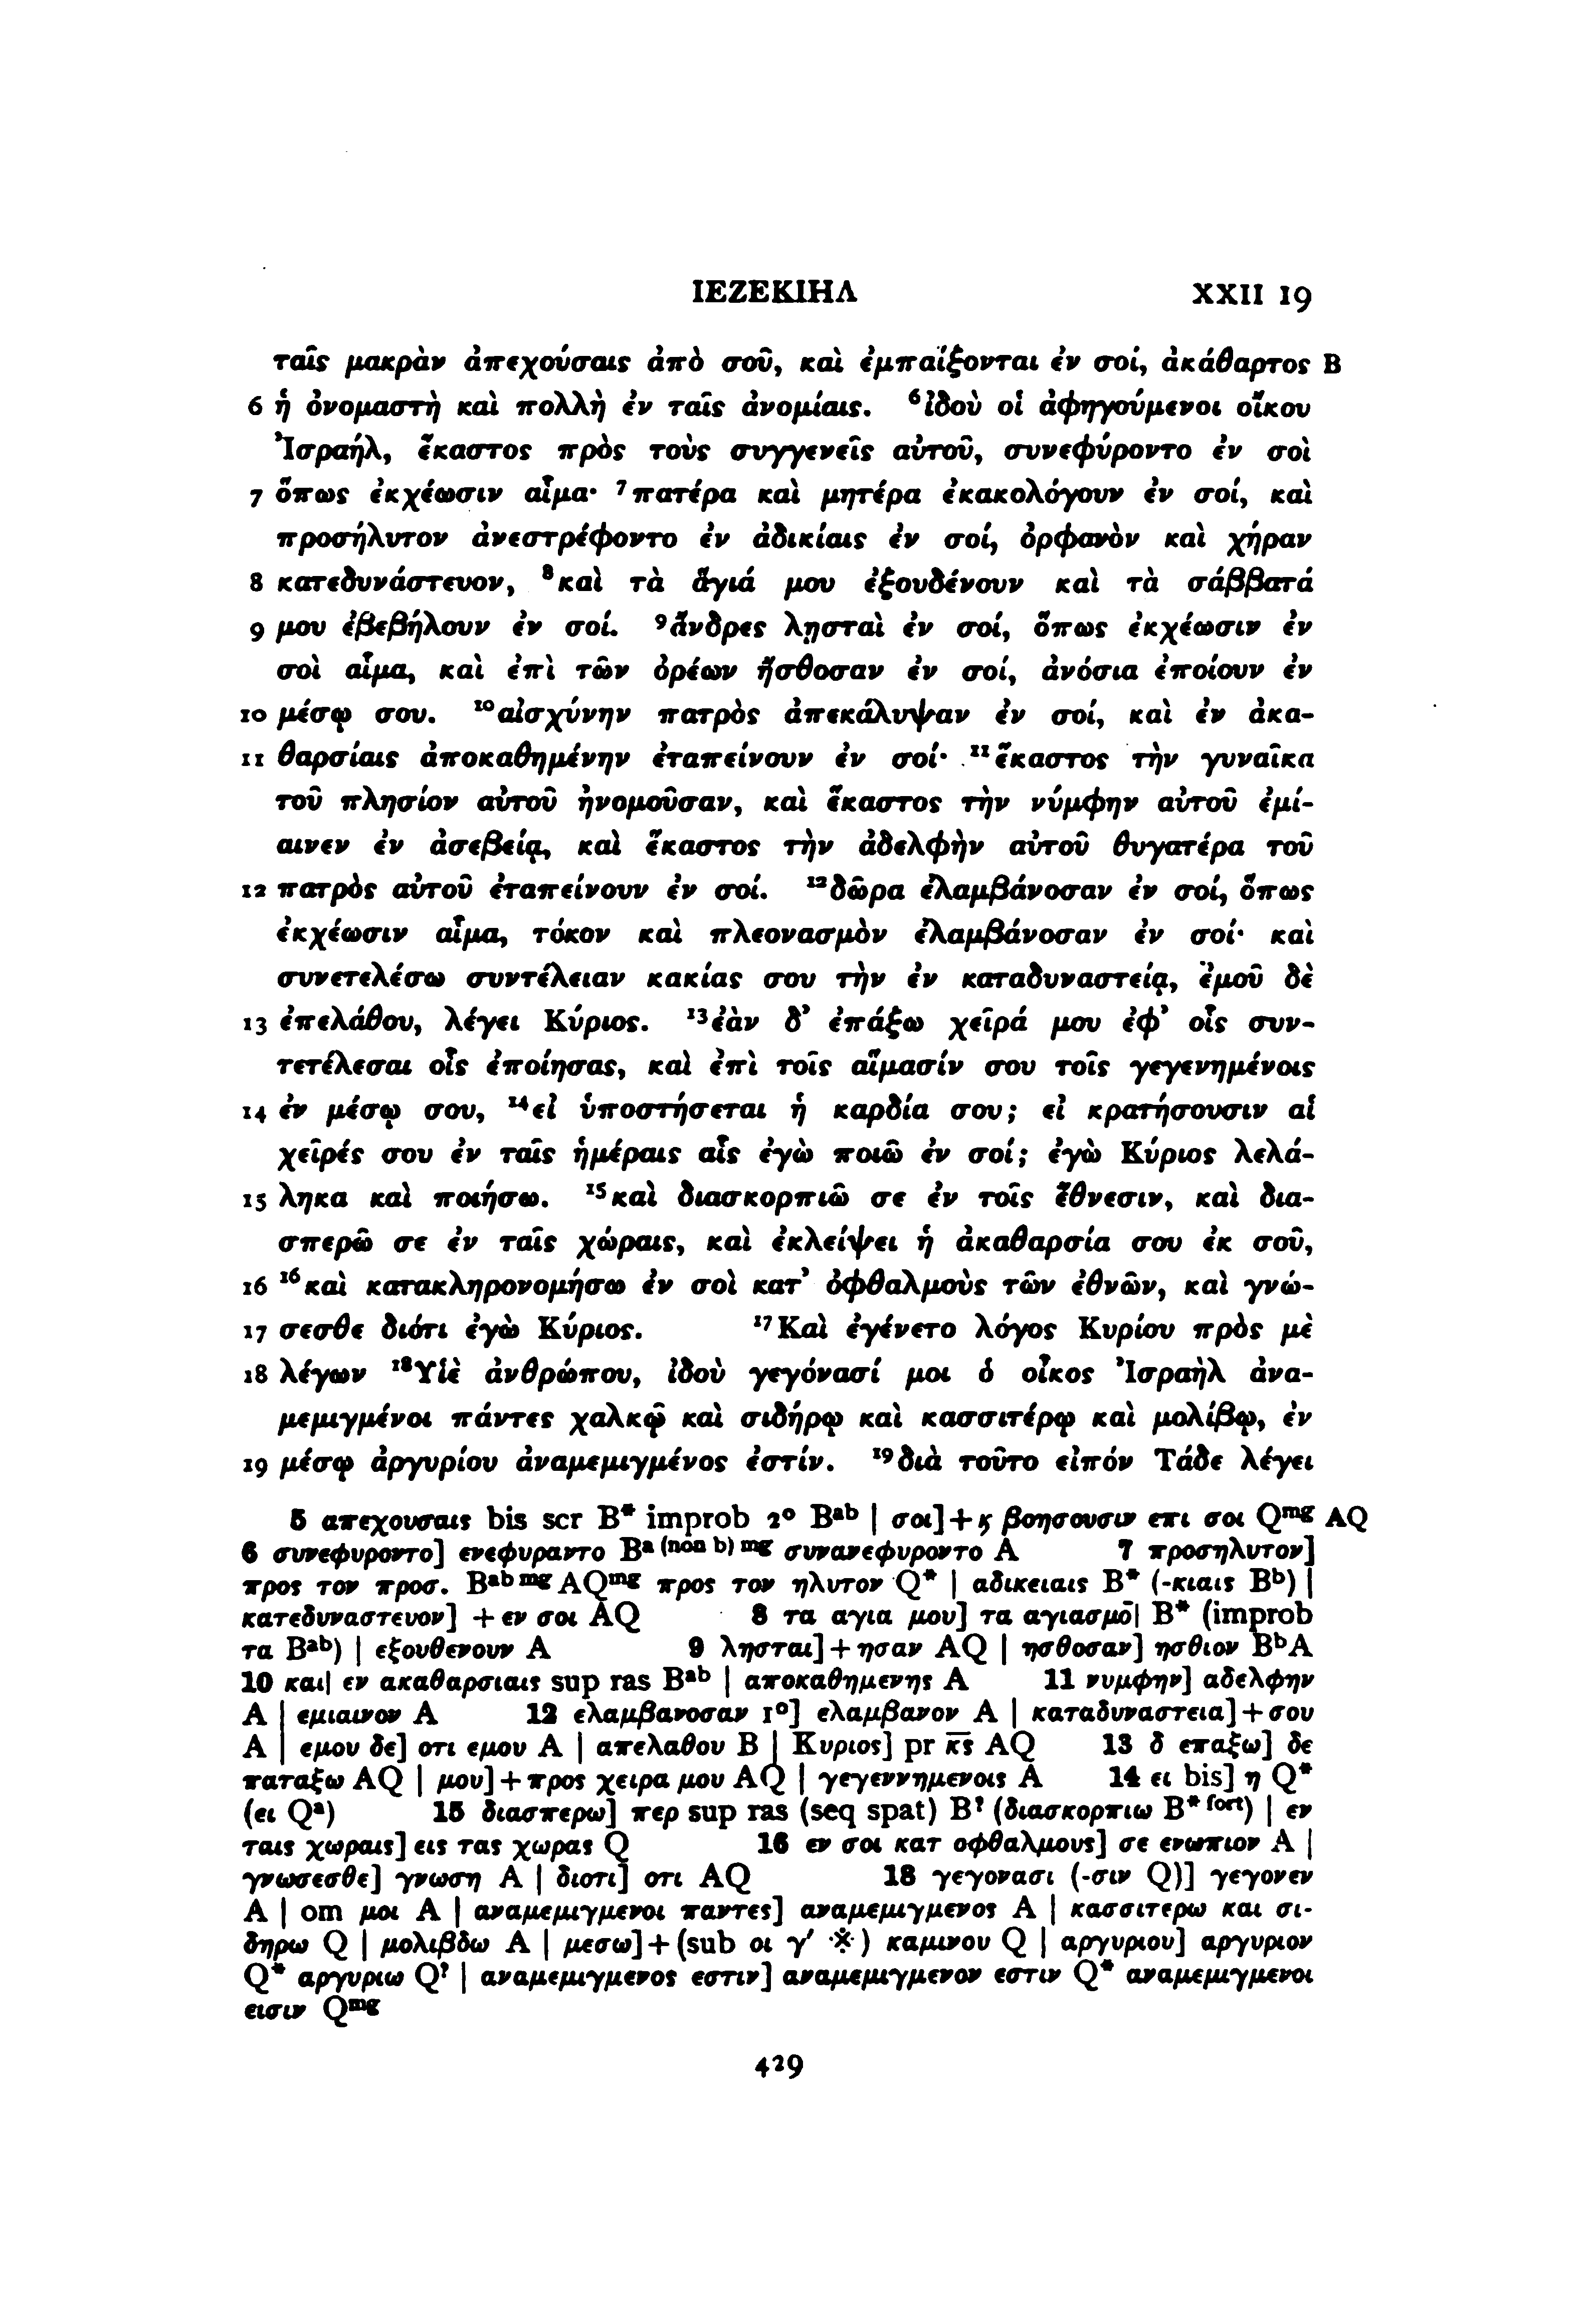 ΙΕΖΕΚΙΗΛ XXII 19
ταῖς μακρὰν ἀπεχούσαις ἀπὸ σοῦ, καὶ ἐμπαίξονται ἐν σοί, ἀκάθαρτος B
6 ἡ ὀνομαστὴ καὶ πολλὴ ἐν ταῖς ἀνομίαις. ⁶ἰδοὺ οἱ ἀφηγούμενοι οἴκου
Ἰσραήλ, ἕκαστος πρὸς τοὺς συγγενεῖς αὐτοῦ, συνεφύροντο ἐν σοὶ
7 ὅπως ἐκχέωσιν αἷμα· ⁷πατέρα καὶ μητέρα ἐκακολόγουν ἐν σοί, καὶ
προσήλυτον ἀνεστρέφοντο ἐν ἀδικίαις ἐν σοί, ὀρφανὸν καὶ χήραν
8 κατεδυνάστευον, ⁸καὶ τὰ ἅγιά μου ἐξουδένουν καὶ τὰ σάββατά
9 μου ἐβεβήλουν ἐν σοί. ⁹ἄνδρες λῃσταὶ ἐν σοί, ὅπως ἐκχέωσιν ἐν
σοὶ αἷμα, καὶ ἐπὶ τῶν ὀρέων ἤσθοσαν ἐν σοί, ἀνόσια ἐποίουν ἐν
10 μέσῳ σου. ¹⁰αἰσχύνην πατρὸς ἀπεκάλυψαν ἐν σοί, καὶ ἐν ἀκα-
11 θαρσίαις ἀποκαθημένην ἐταπείνουν ἐν σοί· ¹¹ἕκαστος τὴν γυναῖκα
τοῦ πλησίον αὐτοῦ ἠνομοῦσαν, καὶ ἕκαστος τὴν νύμφην αὐτοῦ ἐμί-
αινεν ἐν ἀσεβείᾳ, καὶ ἕκαστος τὴν ἀδελφὴν αὐτοῦ θυγατέρα τοῦ
12 πατρὸς αὐτοῦ ἐταπείνουν ἐν σοί. ¹²δῶρα ἐλαμβάνοσαν ἐν σοί, ὅπως
ἐκχέωσιν αἷμα, τόκον καὶ πλεονασμὸν ἐλαμβάνοσαν ἐν σοί· καὶ
συνετελέσω συντέλειαν κακίας σου τὴν ἐν καταδυναστείᾳ, ἐμοῦ δὲ
13 ἐπελάθου, λέγει Κύριος. ¹³ἐὰν δ’ ἐπάξω χεῖρά μου ἐφ’ οἷς συν-
τετέλεσαι οἷς ἐποίησας, καὶ ἐπὶ τοῖς αἵμασίν σου τοῖς γεγενημένοις
14 ἐν μέσῳ σου, ¹⁴εἰ ὑποστήσεται ἡ καρδία σου; εἰ κρατήσουσιν αἱ
χεῖρές σου ἐν ταῖς ἡμέραις αἷς ἐγὼ ποιῶ ἐν σοί; ἐγὼ Κύριος λελά-
15 ληκα καὶ ποιήσω. ¹⁵καὶ διασκορπιῶ σε ἐν τοῖς ἔθνεσιν, καὶ δια-
σπερῶ σε ἐν ταῖς χώραις, καὶ ἐκλείψει ἡ ἀκαθαρσία σου ἐκ σοῦ,
16 ¹⁶καὶ κατακληρονομήσω ἐν σοὶ κατ’ ὀφθαλμοὺς τῶν ἐθνῶν, καὶ γνώ-
17 σεσθε διότι ἐγὼ Κύριος. ¹⁷Καὶ ἐγένετο λόγος Κυρίου πρὸς μὲ
18 λέγων ¹⁸Υἱὲ ἀνθρώπου, ἰδοὺ γεγόνασί μοι ὁ οἶκος Ἰσραὴλ ἀνα-
μεμιγμένοι πάντες χαλκῷ καὶ σιδήρῳ καὶ κασσιτέρῳ καὶ μολίβῳ, ἐν
19 μέσῳ ἀργυρίου ἀναμεμιγμένος ἐστίν. ¹⁹διὰ τοῦτο εἰπόν Τάδε λέγει
5 απεχουσαις bis scr B* improb 2° Bᵃᵇ | σοι]+ϗ βοησουσιν επι σοι Qᵐᵍ AQ
6 συνεφυροντο] ενεφυραντο Bᵃ ⁽ⁿᵒⁿ ᵇ⁾ ᵐᵍ συνανεφυροντο A 7 προσηλυτον]
προς τον προσ. Bᵃᵇ ᵐᵍ AQᵐᵍ προς τον ηλυτον Q* | αδικειαις B* (-κιαις Bᵇ) |
κατεδυναστευον] +εν σοι AQ 8 τα αγια μου] τα αγιασμο̄| B* (improb
τα Bᵃᵇ) | εξουθενουν A 9 λησται]+ησαν AQ | ησθοσαν] ησθιον BᵇA
10 και| εν ακαθαρσιαις sup ras Bᵃᵇ | αποκαθημενης A 11 νυμφην] αδελφην
A | εμιαινον A 12 ελαμβανοσαν 1°] ελαμβανον A | καταδυναστεια]+σου
A | εμου δε] οτι εμου A | απελαθου B | Κυριος] pr κ̅ς̅ AQ 13 δ επαξω] δε
παταξω AQ | μου]+προς χειρα μου AQ | γεγεννημενοις A 14 ει bis] η Q*
(ει Qᵃ) 15 διασπερω] περ sup ras (seq spat) B? (διασκορπιω B* ᶠᵒʳᵗ) | εν
ταις χωραις] εις τας χωρας Q 16 εν σοι κατ οφθαλμους] σε ενωπιον A |
γνωσεσθε] γνωση A | διοτι] οτι AQ 18 γεγονασι (-σιν Q)] γεγονεν
A | om μοι A | αναμεμιγμενοι παντες] αναμεμιγμενος A | κασσιτερω και σι-
δηρω Q | μολιβδω A | μεσω]+(sub οι γ′ ※) καμινου Q | αργυριου] αργυριον
Q* αργυριω Q? | αναμεμιγμενος εστιν] αναμεμιγμενον εστιν Q* αναμεμιγμενοι
εισιν Qᵐᵍ
429